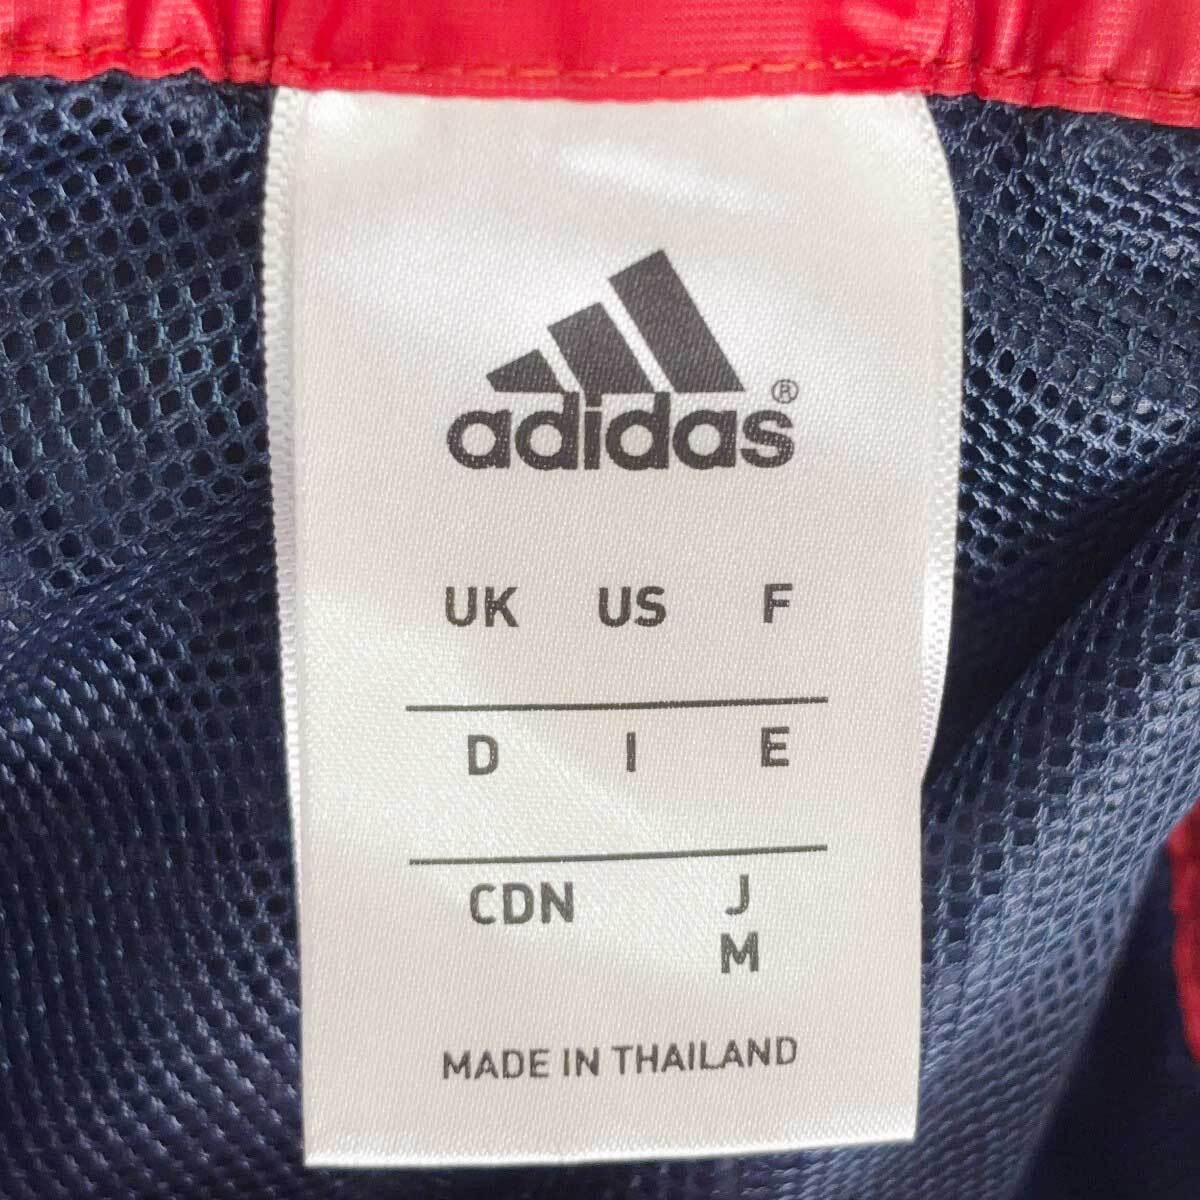 adidas®
UK US F
D I E
CDN J
M
MADE IN THAILAND